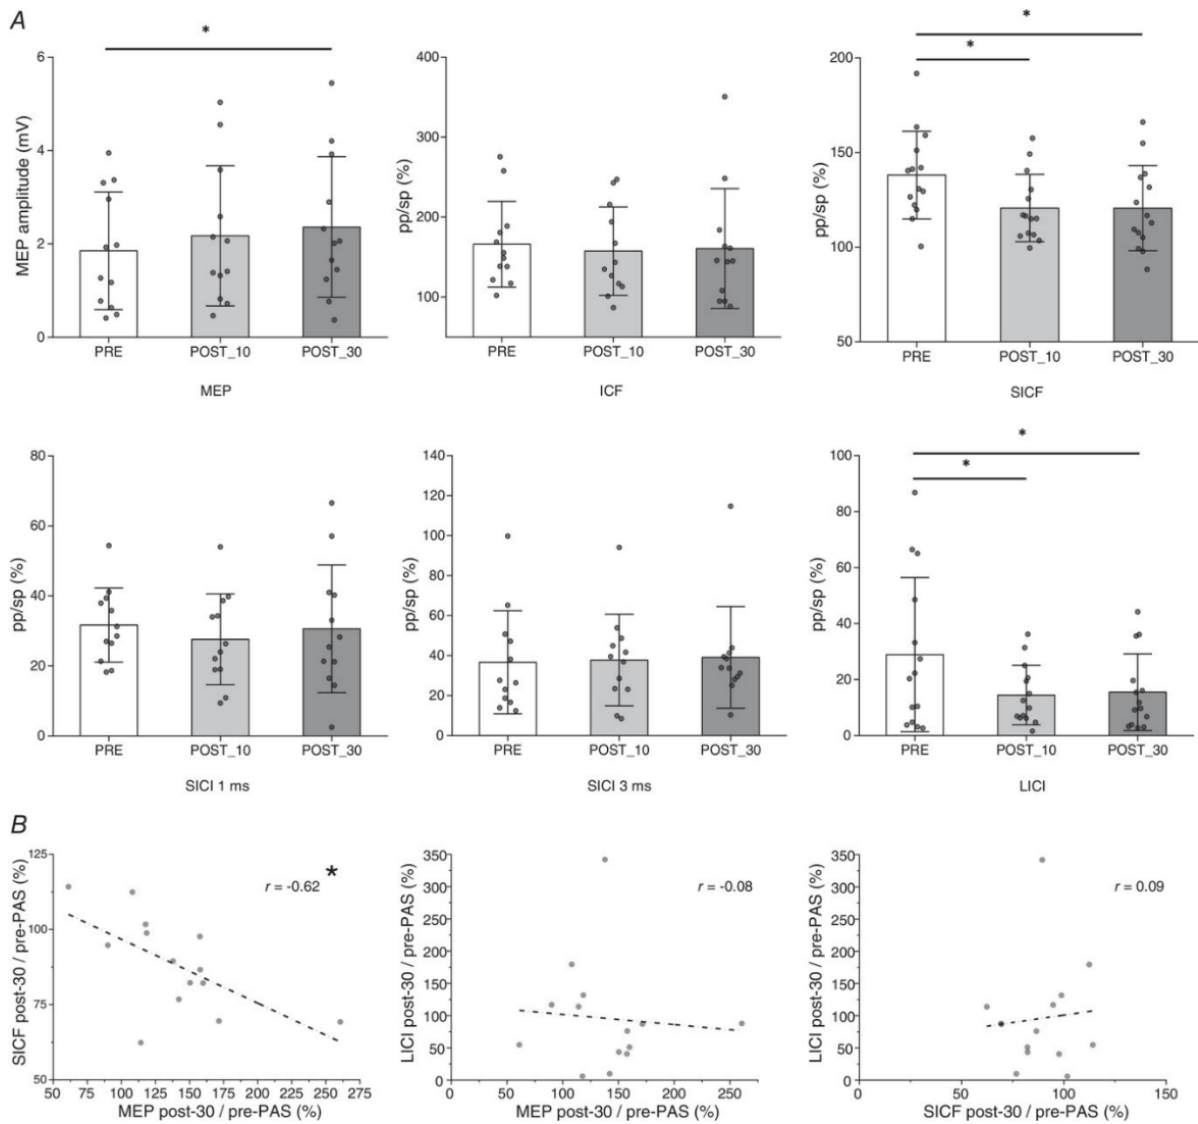 A
*
6
4
2
0
MEP amplitude (mV)
PRE
POST_10
POST_30
MEP
400
300
200
100
pp/sp (%)
PRE
POST_10
POST_30
ICF
*
*
200
150
100
50
pp/sp (%)
PRE
POST_10
POST_30
SICF
80
60
40
20
0
pp/sp (%)
PRE
POST_10
POST_30
SICI 1 ms
140
120
100
80
60
40
20
0
pp/sp (%)
PRE
POST_10
POST_30
SICI 3 ms
*
*
100
80
60
40
20
0
pp/sp (%)
PRE
POST_10
POST_30
LICI
B
125
100
75
50
SICF post-30 / pre-PAS (%)
r = -0.62
*
50 75 100 125 150 175 200 225 250 275
MEP post-30 / pre-PAS (%)
350
300
250
200
150
100
50
0
LICI post-30 / pre-PAS (%)
r = -0.08
0 50 100 150 200 250
MEP post-30 / pre-PAS (%)
350
300
250
200
150
100
50
0
LICI post-30 / pre-PAS (%)
r = 0.09
0 50 100 150
SICF post-30 / pre-PAS (%)